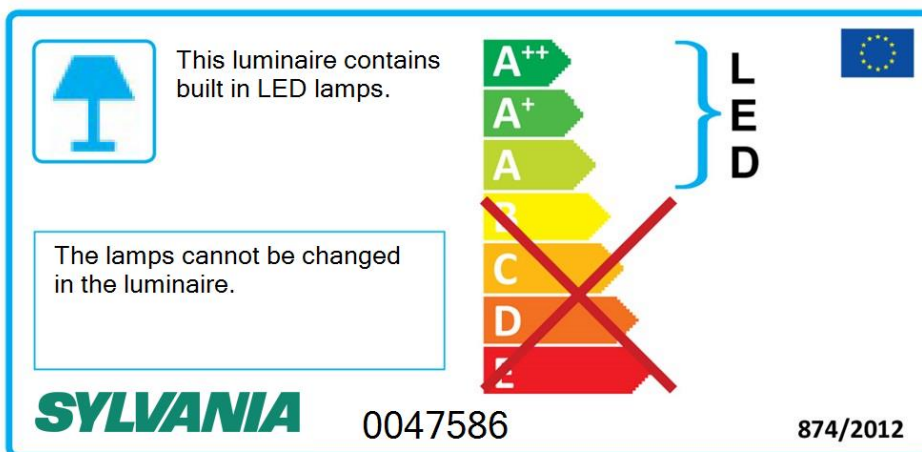 This luminaire contains
built in LED lamps.
The lamps cannot be changed
in the luminaire.
A++
A+
A
B
C
D
E
L
E
D
SYLVANIA
0047586
874/2012